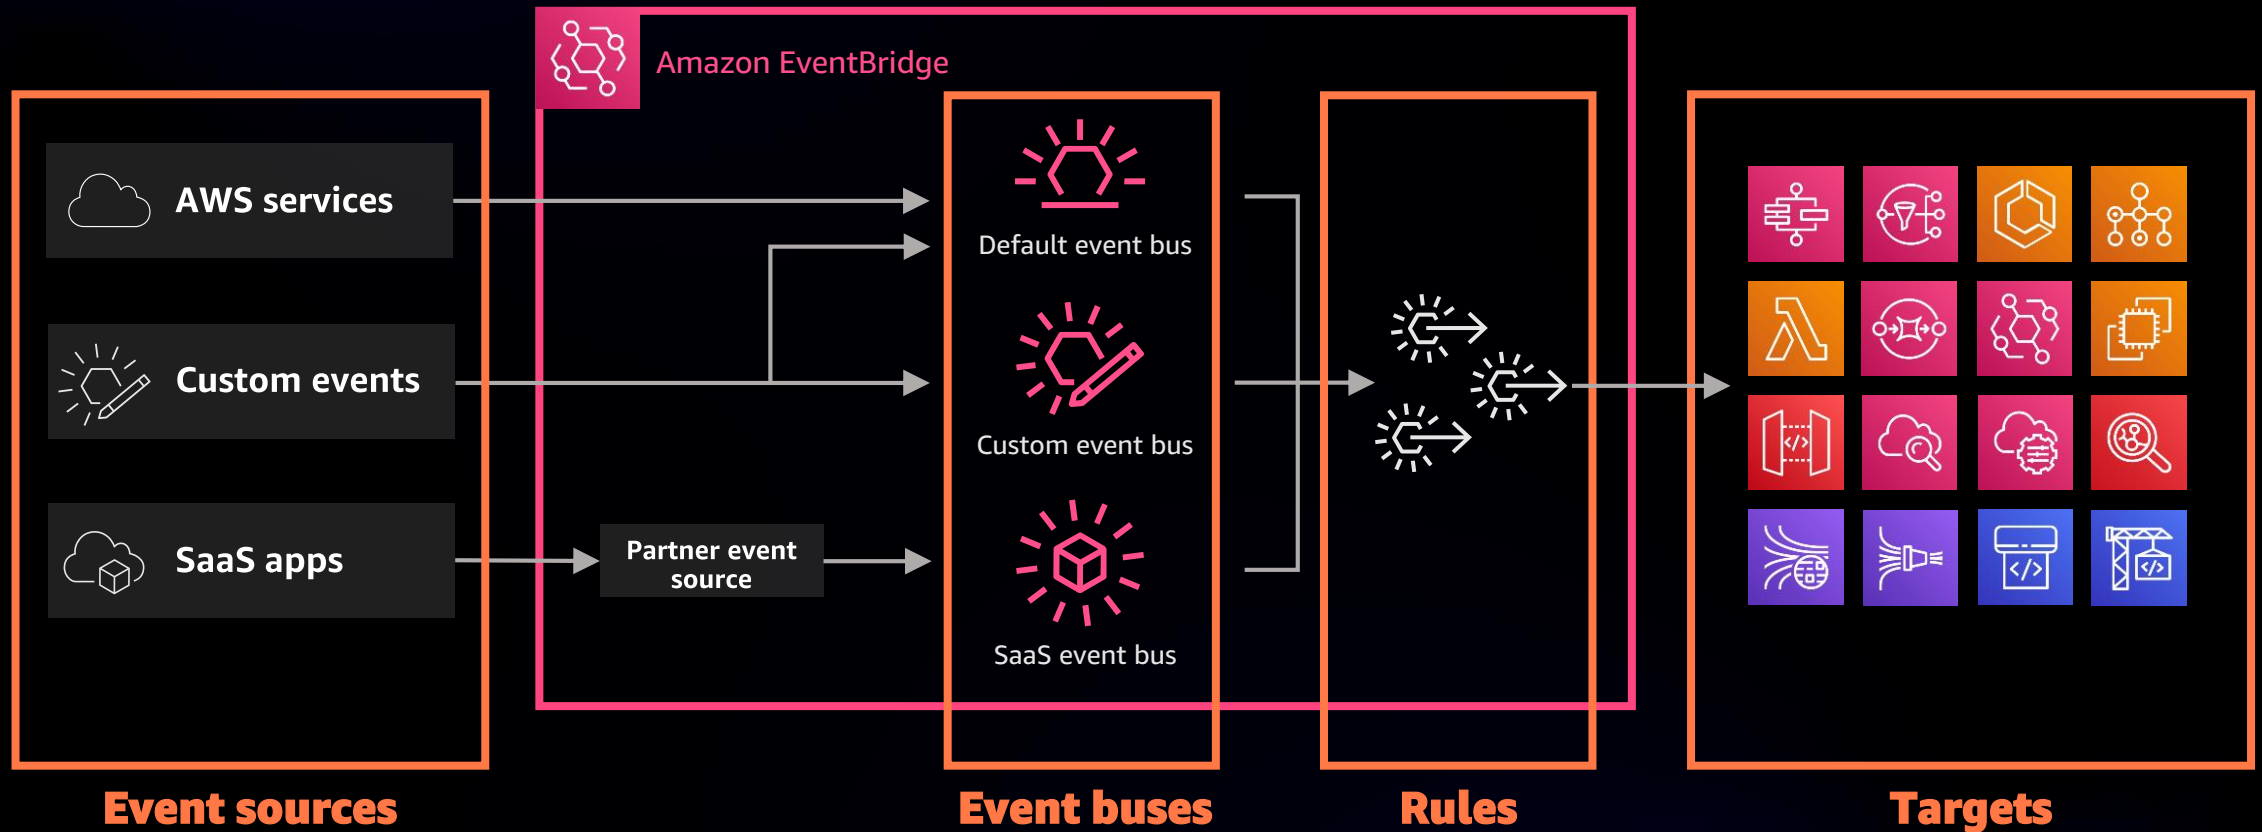 Amazon EventBridge
AWS services
Custom events
SaaS apps
Partner event
source
Default event bus
Custom event bus
SaaS event bus
Event sources
Event buses
Rules
Targets